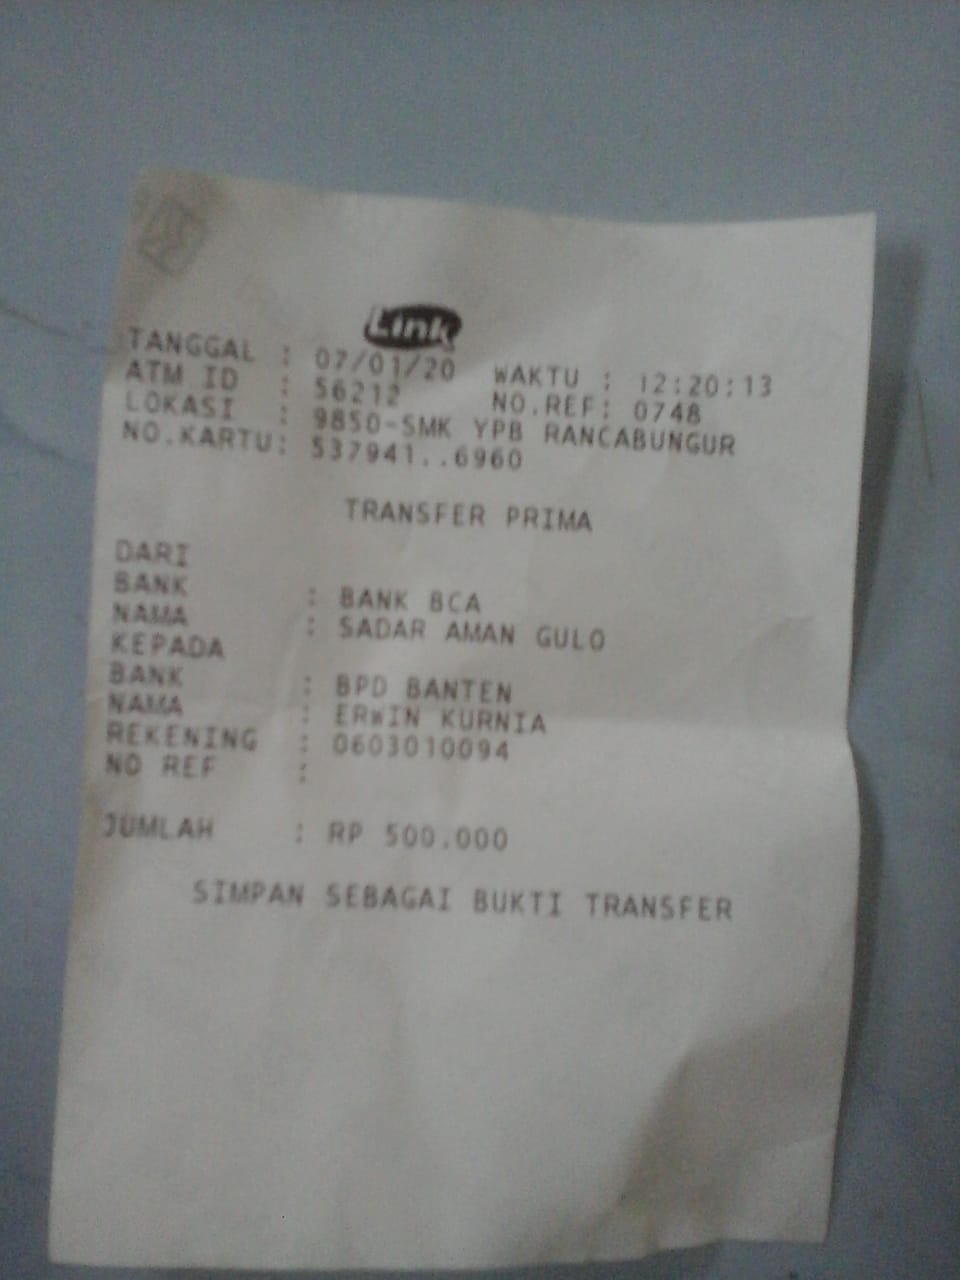 Link
TANGGAL : 07/01/20 WAKTU : 12:20:13
ATM ID : 56212 NO.REF: 0748
LOKASI : 9850-SMK YPB RANCABUNGUR
NO.KARTU: 537941..6960
TRANSFER PRIMA
DARI
BANK : BANK BCA
NAMA : SADAR AMAN GULO
KEPADA
BANK : BPD BANTEN
NAMA : ERWIN KURNIA
REKENING : 0603010094
NO REF :
JUMLAH : RP 500.000
SIMPAN SEBAGAI BUKTI TRANSFER